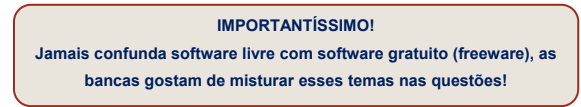 IMPORTANTÍSSIMO!
Jamais confunda software livre com software gratuito (freeware), as
bancas gostam de misturar esses temas nas questões!